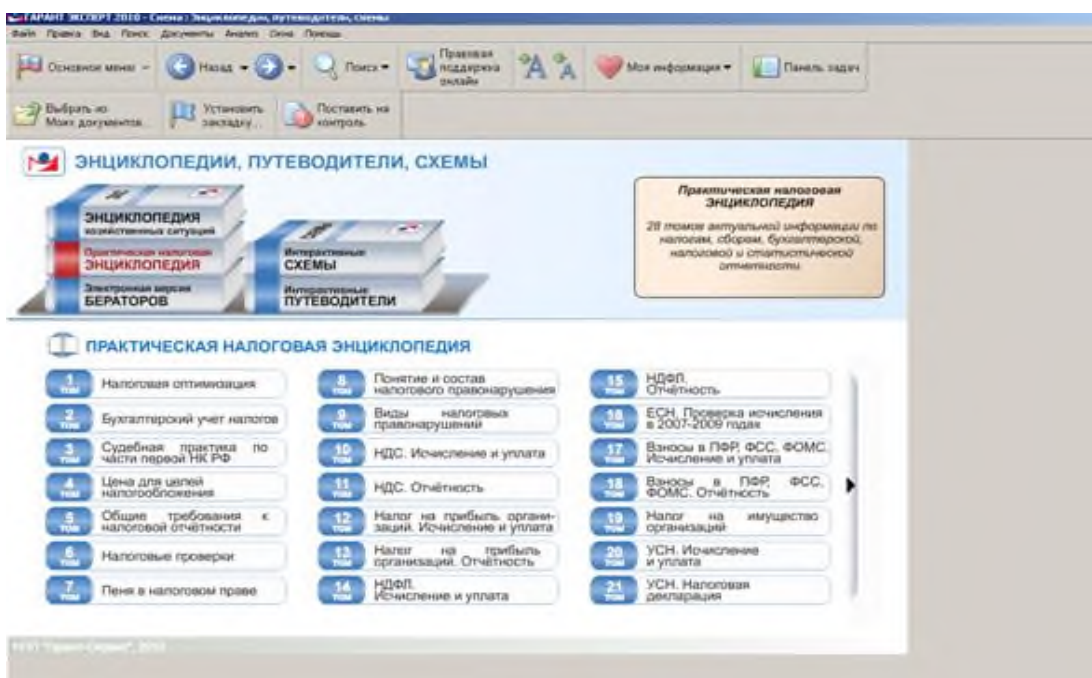 ГАРАНТ ЭКСПЕРТ 2010 - Схема : Энциклопедии, путеводители, схемы
Файл Правка Вид Поиск Документы Анализ Окна Помощь
Основное меню
Назад
Поиск
Правовая
поддержка
онлайн
Моя информация
Панель задач
Выбрать из
Моих документов...
Установить
закладку...
Поставить на
контроль
ЭНЦИКЛОПЕДИИ, ПУТЕВОДИТЕЛИ, СХЕМЫ
ЭНЦИКЛОПЕДИЯ
хозяйственных ситуаций
Практическая налоговая
ЭНЦИКЛОПЕДИЯ
Электронная версия
БЕРАТОРОВ
Интерактивные
СХЕМЫ
Интерактивные
ПУТЕВОДИТЕЛИ
Практическая налоговая
ЭНЦИКЛОПЕДИЯ
28 томов актуальной информации по
налогам, сборам, бухгалтерской,
налоговой и статистической
отчетности
ПРАКТИЧЕСКАЯ НАЛОГОВАЯ ЭНЦИКЛОПЕДИЯ
1 том Налоговая оптимизация
2 том Бухгалтерский учет налогов
3 том Судебная практика по
части первой НК РФ
4 том Цена для целей
налогообложения
5 том Общие требования к
налоговой отчётности
6 том Налоговые проверки
7 том Пеня в налоговом праве
8 том Понятие и состав
налогового правонарушения
9 том Виды налоговых
правонарушений
10 том НДС. Исчисление и уплата
11 том НДС. Отчётность
12 том Налог на прибыль органи-
заций. Исчисление и уплата
13 том Налог на прибыль
организаций. Отчётность
14 том НДФЛ.
Исчисление и уплата
15 том НДФЛ.
Отчётность
16 том ЕСН. Проверка исчисления
в 2007-2009 годах
17 том Взносы в ПФР, ФСС, ФОМС.
Исчисление и уплата
18 том Взносы в ПФР, ФСС,
ФОМС. Отчётность
19 том Налог на имущество
организаций
20 том УСН. Исчисление
и уплата
21 том УСН. Налоговая
декларация